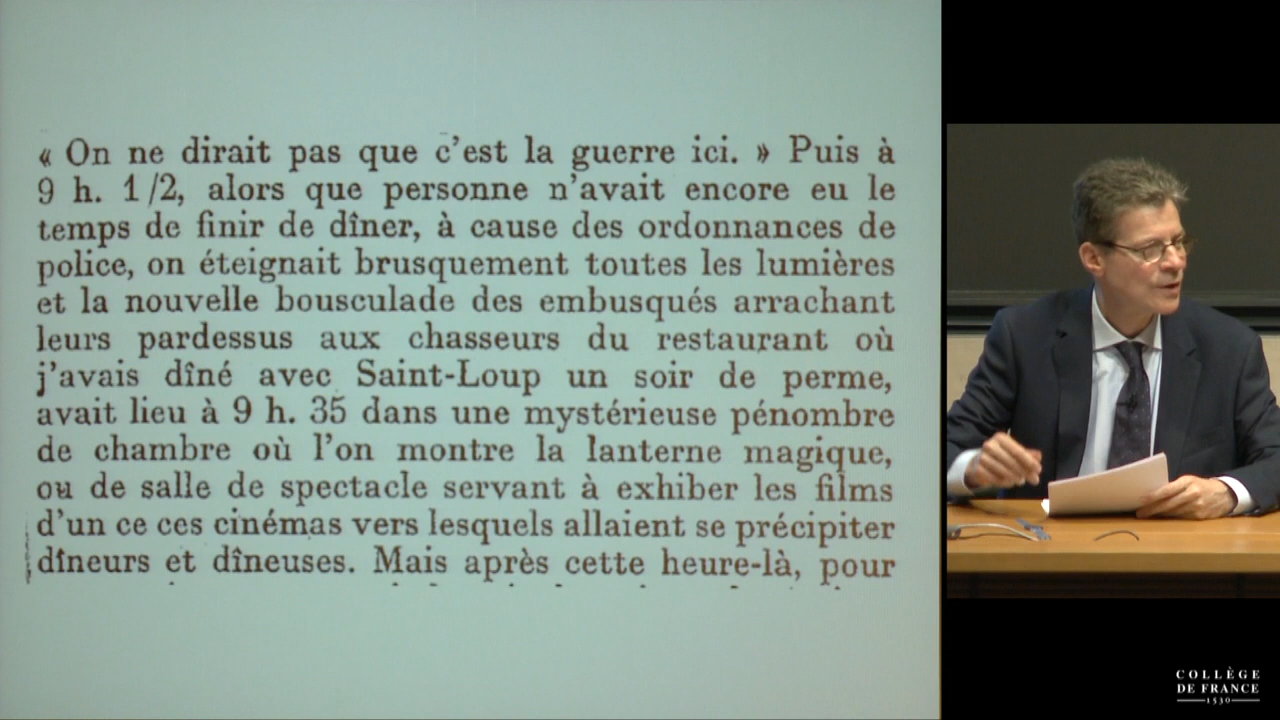 « On ne dirait pas que c'est la guerre ici. » Puis à
9 h. 1/2, alors que personne n'avait encore eu le
temps de finir de dîner, à cause des ordonnances de
police, on éteignait brusquement toutes les lumières
et la nouvelle bousculade des embusqués arrachant
leurs pardessus aux chasseurs du restaurant où
j'avais dîné avec Saint-Loup un soir de perme,
avait lieu à 9 h. 35 dans une mystérieuse pénombre
de chambre où l'on montre la lanterne magique,
ou de salle de spectacle servant à exhiber les films
d'un ce ces cinémas vers lesquels allaient se précipiter
dîneurs et dîneuses. Mais après cette heure-là, pour
COLLÈGE
DE FRANCE
1530